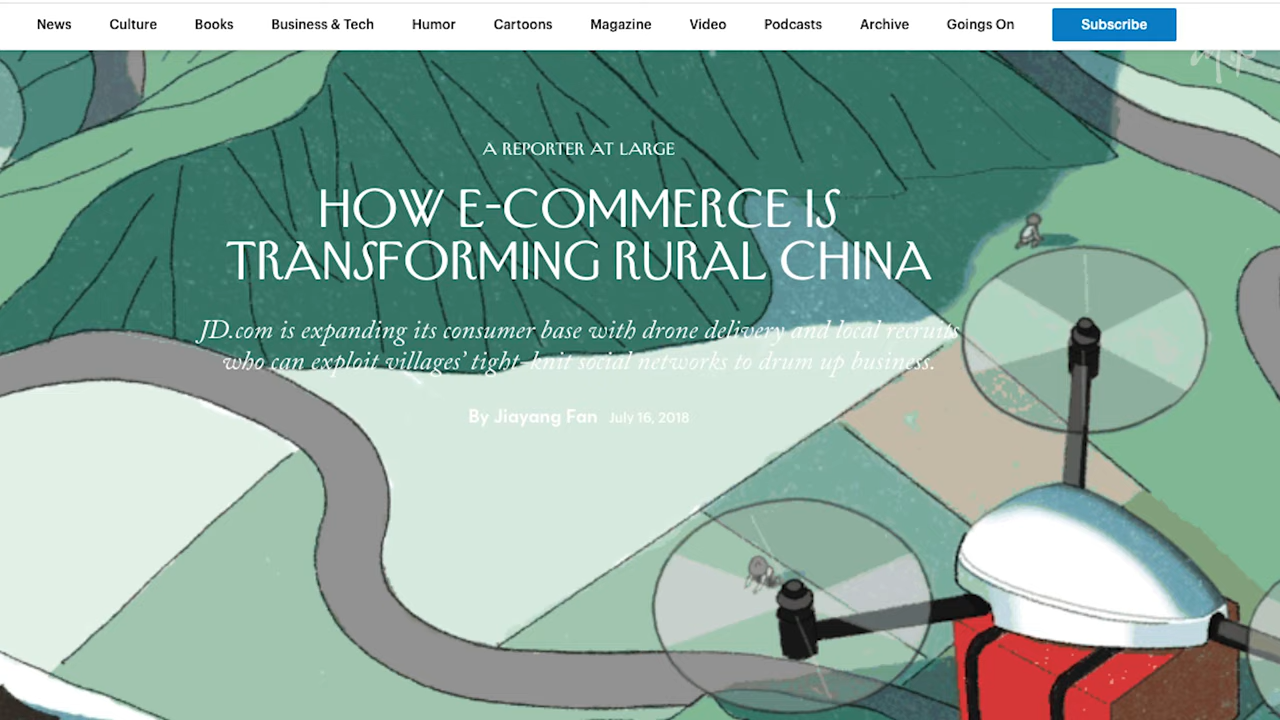 News Culture Books Business & Tech Humor Cartoons Magazine Video Podcasts Archive Goings On Subscribe
A REPORTER AT LARGE
HOW E-COMMERCE IS
TRANSFORMING RURAL CHINA
JD.com is expanding its consumer base with drone delivery and local recruits
who can exploit villages’ tight-knit social networks to drum up business.
By Jiayang Fan July 16, 2018